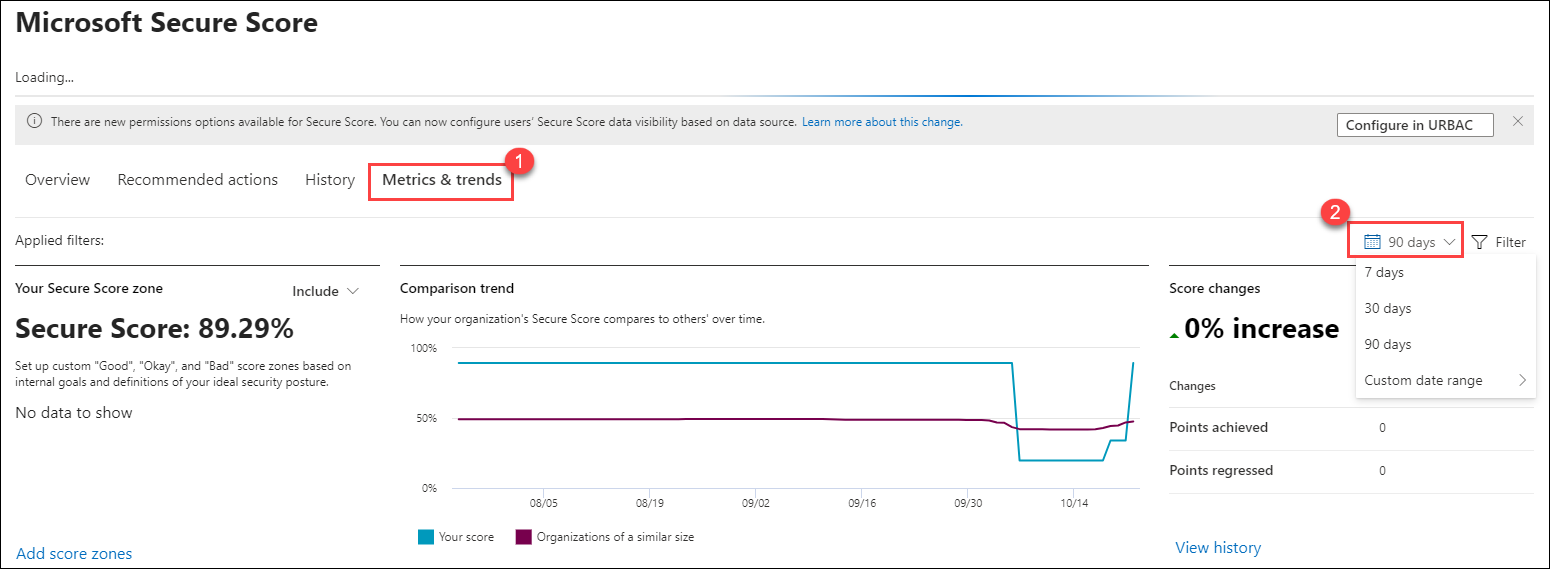 Microsoft Secure Score
Loading...
There are new permissions options available for Secure Score. You can now configure users' Secure Score data visibility based on data source. Learn more about this change.
Configure in URBAC
Overview
Recommended actions
History
Metrics & trends
1
Applied filters:
2
90 days
Filter
7 days
30 days
90 days
Custom date range
Your Secure Score zone
Include
Secure Score: 89.29%
Set up custom "Good", "Okay", and "Bad" score zones based on
internal goals and definitions of your ideal security posture.
No data to show
Add score zones
Comparison trend
How your organization's Secure Score compares to others' over time.
100%
50%
0%
08/05
08/19
09/02
09/16
09/30
10/14
Your score
Organizations of a similar size
Score changes
0% increase
Changes
Points achieved 0
Points regressed 0
View history